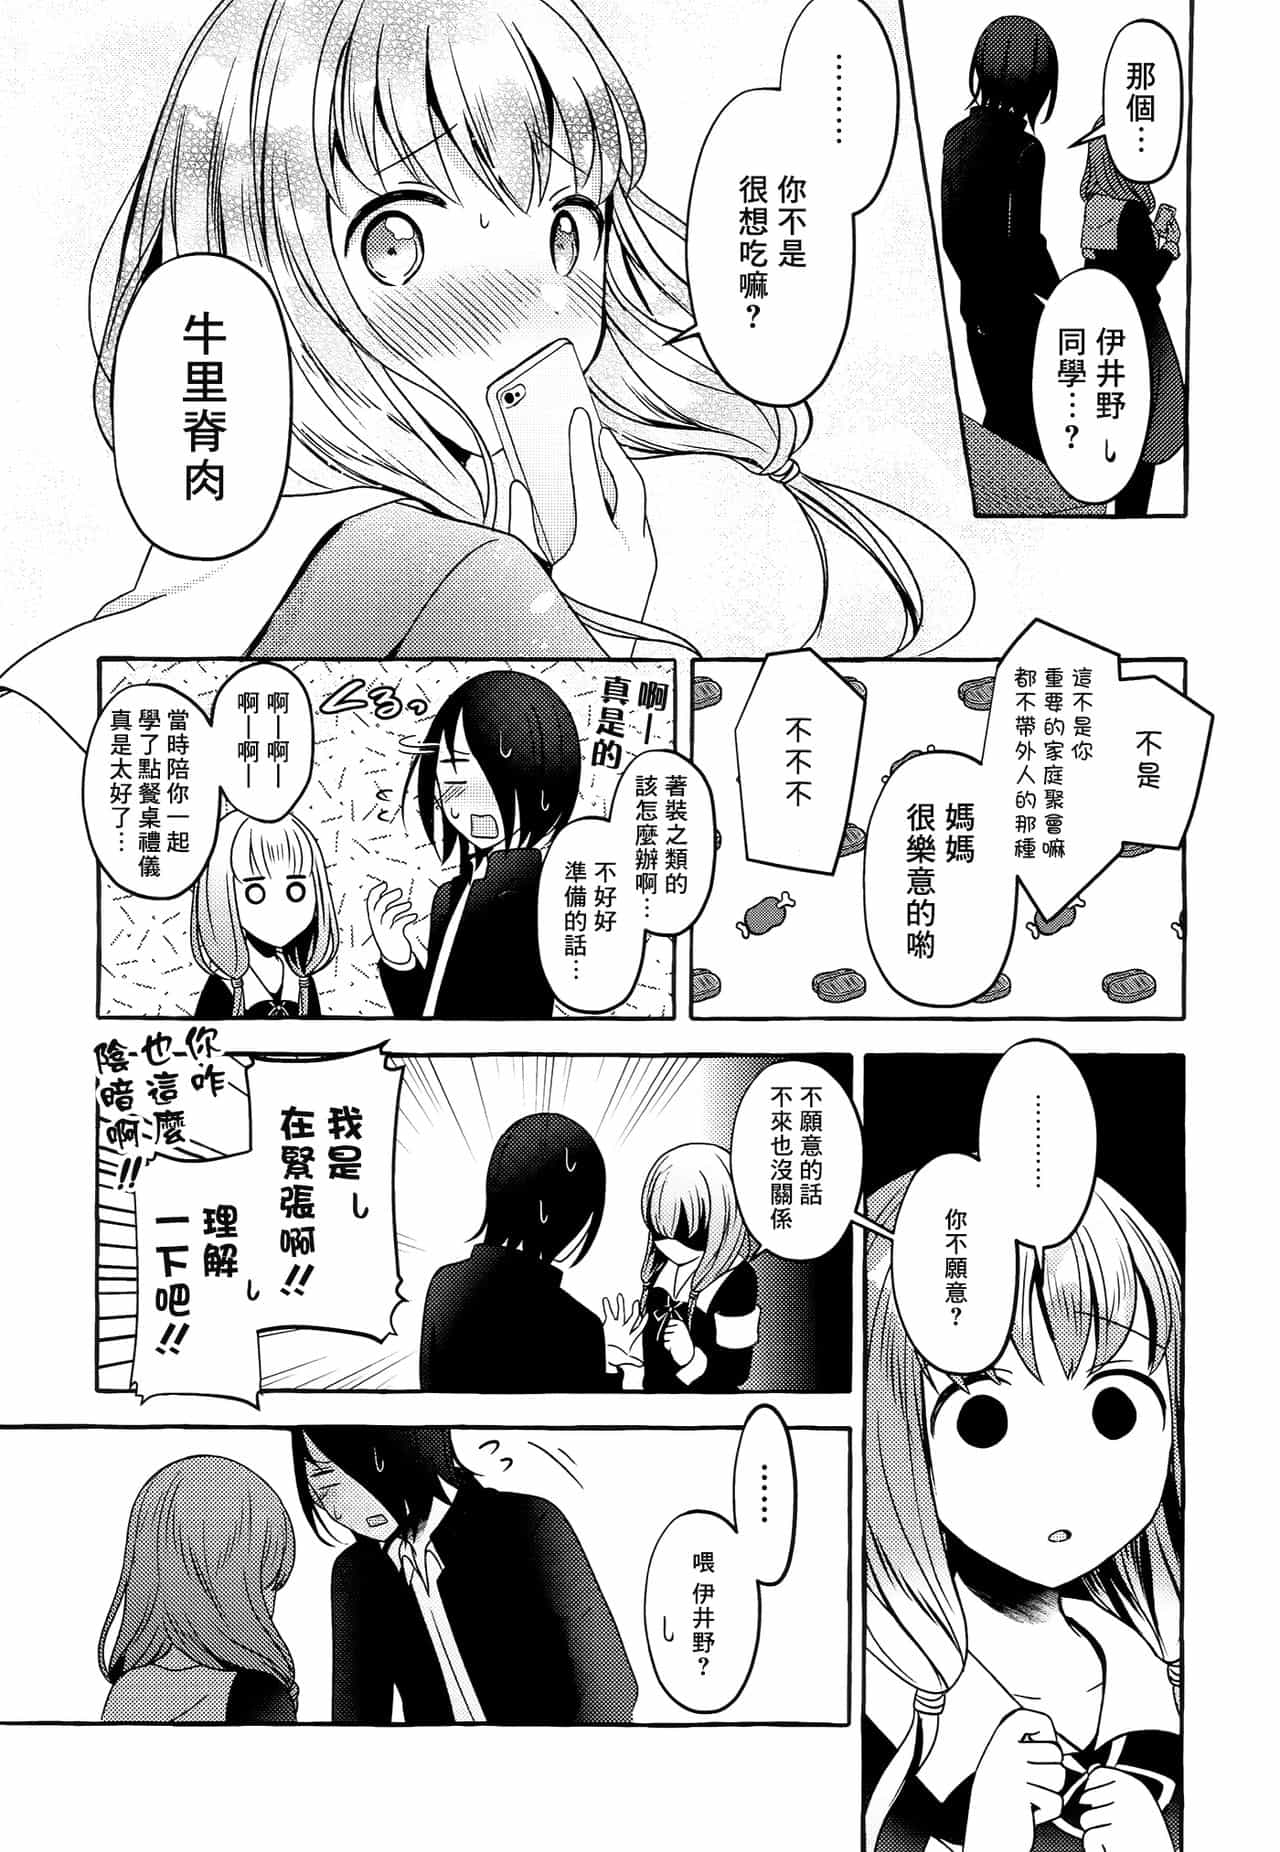 那個…
伊井野
同學…?
………
你不是
很想吃嘛?
牛里脊肉
不是
這不是你
重要的家庭聚會嘛
都不帶外人的那種
媽媽
很樂意的喲
不不不
啊—
真是的
著裝之類的
該怎麼辦啊…
不好好
準備的話…
啊—啊—
啊—啊—
當時陪你一起
學了點餐桌禮儀
真是太好了…
………
你不願意?
不願意的話
不來也沒關係
我是
在緊張啊!!
理解
一下吧!!
你咋
也這麼
陰暗啊!!
……
喂 伊井野?